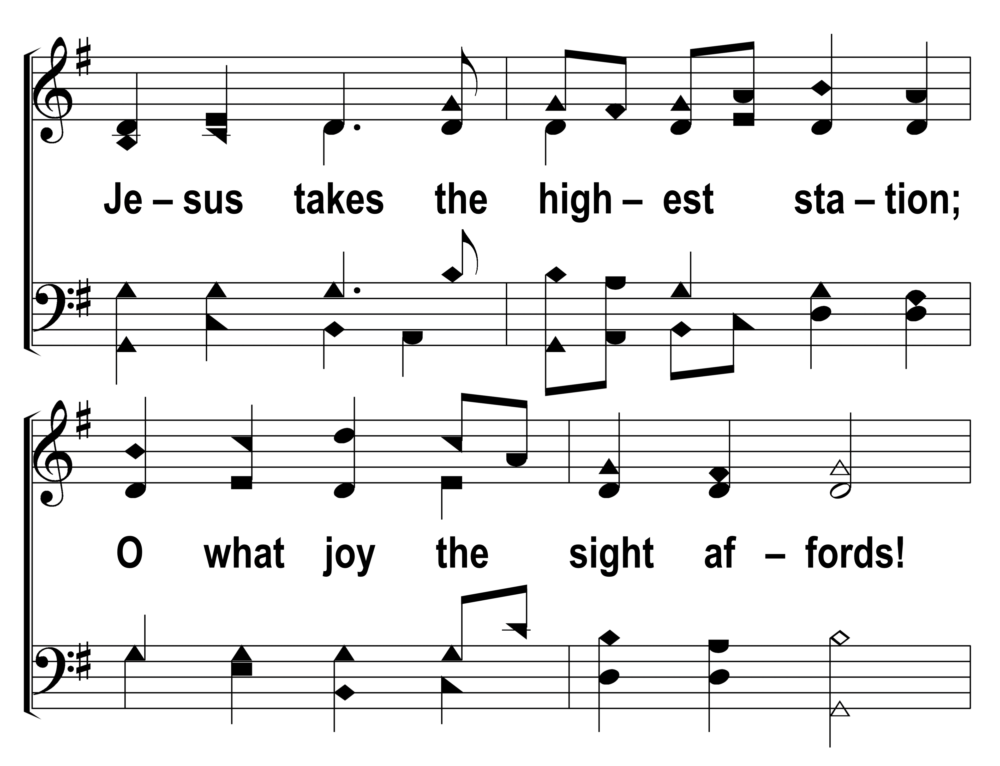 Je – sus takes the high – est sta – tion;
O what joy the sight af – fords!